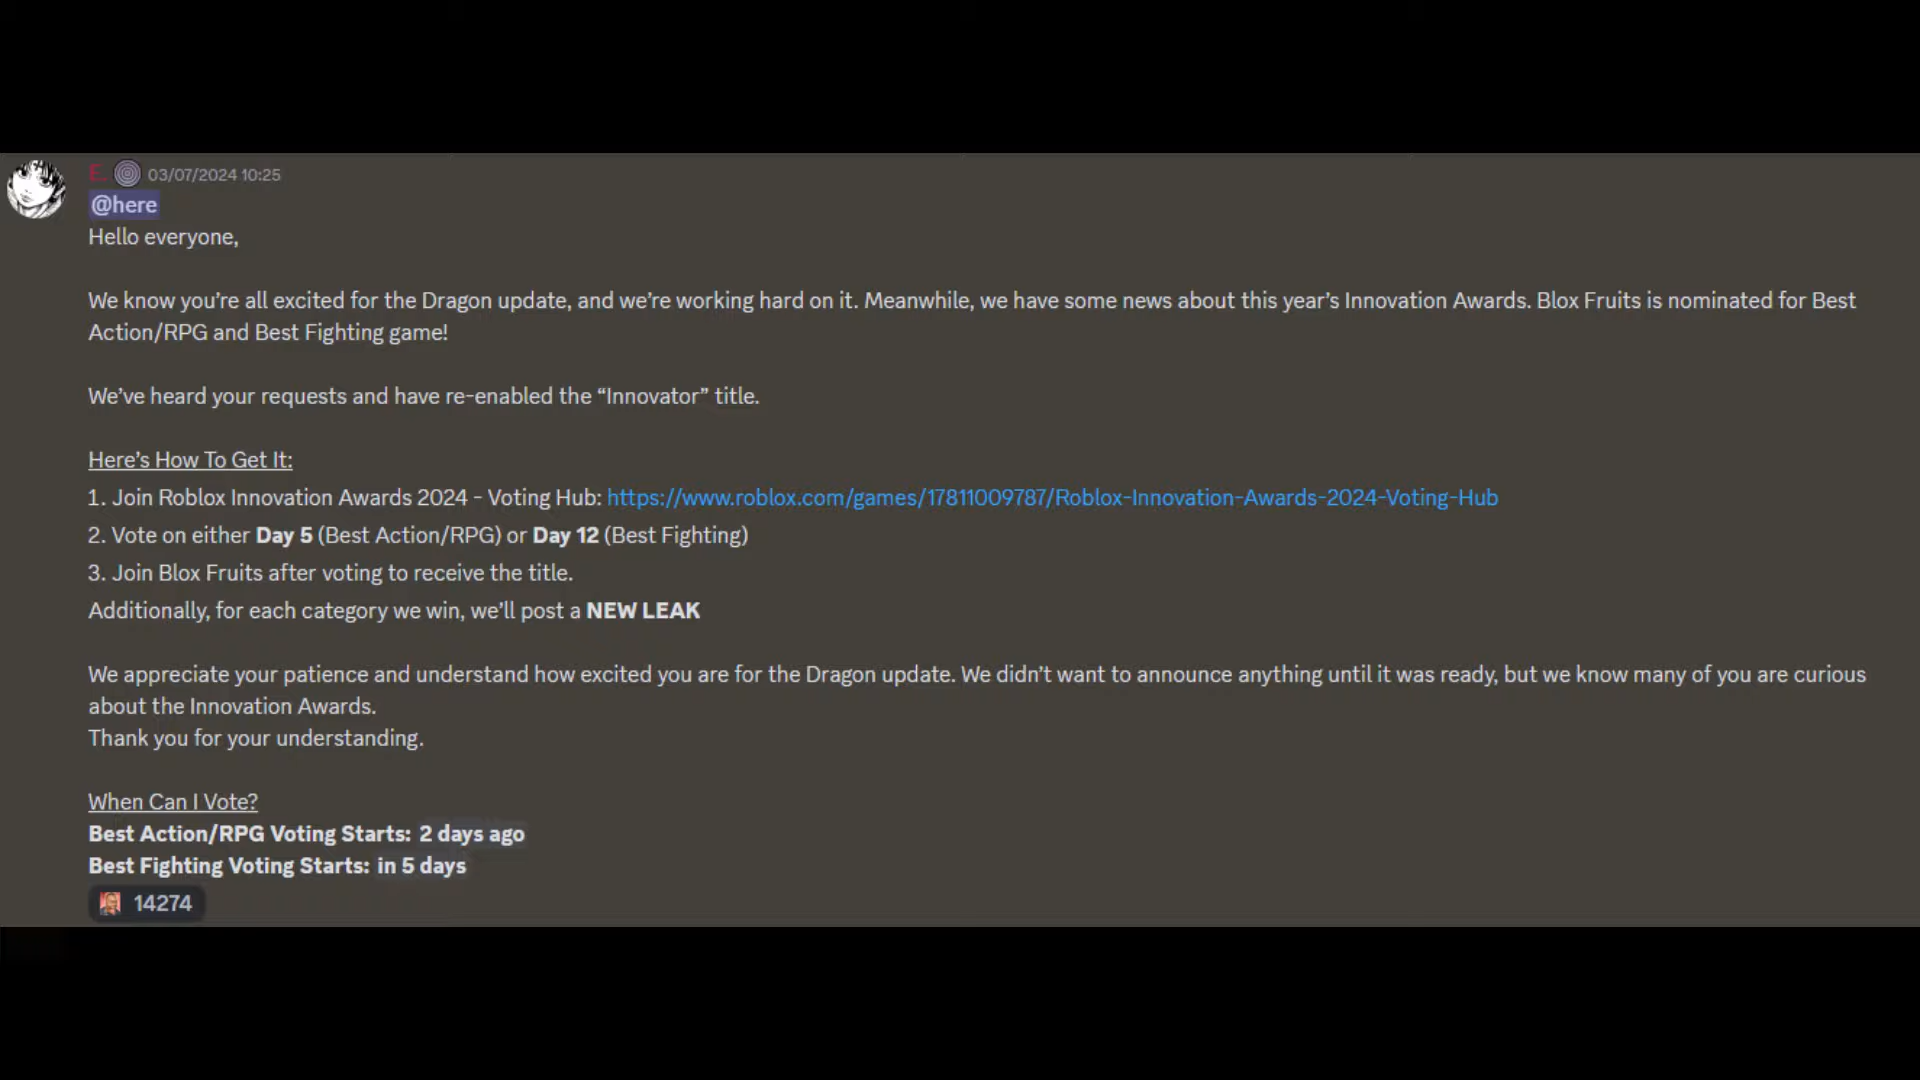 E. 03/07/2024 10:25
@here
Hello everyone,
We know you’re all excited for the Dragon update, and we’re working hard on it. Meanwhile, we have some news about this year’s Innovation Awards. Blox Fruits is nominated for Best
Action/RPG and Best Fighting game!
We’ve heard your requests and have re-enabled the “Innovator” title.
Here’s How To Get It:
1. Join Roblox Innovation Awards 2024 - Voting Hub: https://www.roblox.com/games/17811009787/Roblox-Innovation-Awards-2024-Voting-Hub
2. Vote on either Day 5 (Best Action/RPG) or Day 12 (Best Fighting)
3. Join Blox Fruits after voting to receive the title.
Additionally, for each category we win, we’ll post a NEW LEAK
We appreciate your patience and understand how excited you are for the Dragon update. We didn’t want to announce anything until it was ready, but we know many of you are curious
about the Innovation Awards.
Thank you for your understanding.
When Can I Vote?
Best Action/RPG Voting Starts: 2 days ago
Best Fighting Voting Starts: in 5 days
14274